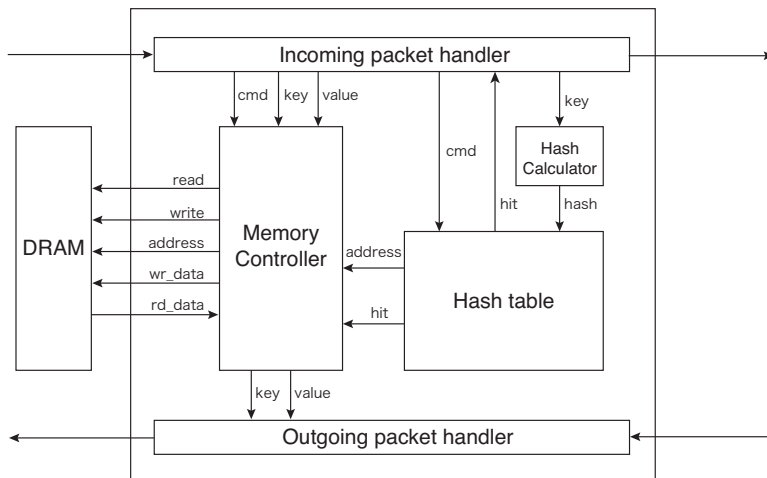 Incoming packet handler
cmd
key
value
cmd
hit
key
Hash
Calculator
hash
DRAM
read
write
address
wr_data
rd_data
Memory
Controller
address
hit
Hash table
key
value
Outgoing packet handler